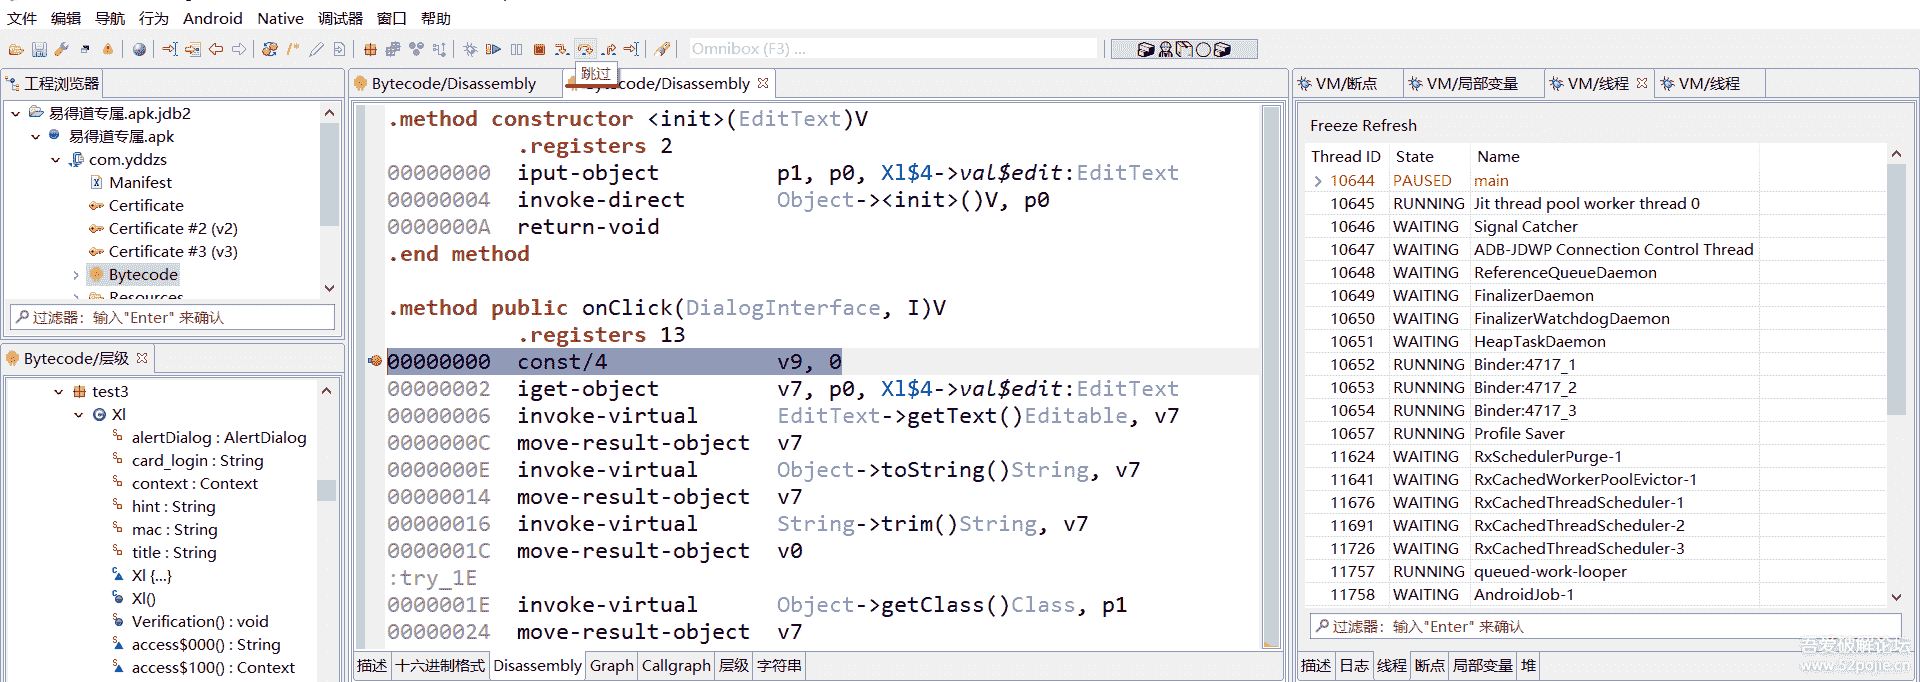 文件 编辑 导航 行为 Android Native 调试器 窗口 帮助
Omnibox (F3) ...
跳过
工程浏览器
易得道专属.apk.jdb2
易得道专属.apk
com.yddzs
Manifest
Certificate
Certificate #2 (v2)
Certificate #3 (v3)
Bytecode
Resources
过滤器: 输入"Enter" 来确认
Bytecode/层级
test3
Xl
alertDialog : AlertDialog
card_login : String
context : Context
hint : String
mac : String
title : String
Xl {...}
Xl()
Verification() : void
access$000() : String
access$100() : Context
Bytecode/Disassembly
code/Disassembly
.method constructor <init>(EditText)V
.registers 2
00000000 iput-object p1, p0, Xl$4->val$edit:EditText
00000004 invoke-direct Object-><init>()V, p0
0000000A return-void
.end method
.method public onClick(DialogInterface, I)V
.registers 13
00000000 const/4 v9, 0
00000002 iget-object v7, p0, Xl$4->val$edit:EditText
00000006 invoke-virtual EditText->getText()Editable, v7
0000000C move-result-object v7
0000000E invoke-virtual Object->toString()String, v7
00000014 move-result-object v7
00000016 invoke-virtual String->trim()String, v7
0000001C move-result-object v0
:try_1E
0000001E invoke-virtual Object->getClass()Class, p1
00000024 move-result-object v7
描述 十六进制格式 Disassembly Graph Callgraph 层级 字符串
VM/断点 VM/局部变量 VM/线程 VM/线程
Freeze Refresh
Thread ID State Name
10644 PAUSED main
10645 RUNNING Jit thread pool worker thread 0
10646 WAITING Signal Catcher
10647 WAITING ADB-JDWP Connection Control Thread
10648 WAITING ReferenceQueueDaemon
10649 WAITING FinalizerDaemon
10650 WAITING FinalizerWatchdogDaemon
10651 WAITING HeapTaskDaemon
10652 RUNNING Binder:4717_1
10653 RUNNING Binder:4717_2
10654 RUNNING Binder:4717_3
10657 RUNNING Profile Saver
11624 WAITING RxSchedulerPurge-1
11641 WAITING RxCachedWorkerPoolEvictor-1
11676 WAITING RxCachedThreadScheduler-1
11691 WAITING RxCachedThreadScheduler-2
11726 WAITING RxCachedThreadScheduler-3
11757 RUNNING queued-work-looper
11758 WAITING AndroidJob-1
过滤器: 输入"Enter" 来确认
描述 日志 线程 断点 局部变量 堆
吾爱破解论坛
www.52pojie.cn